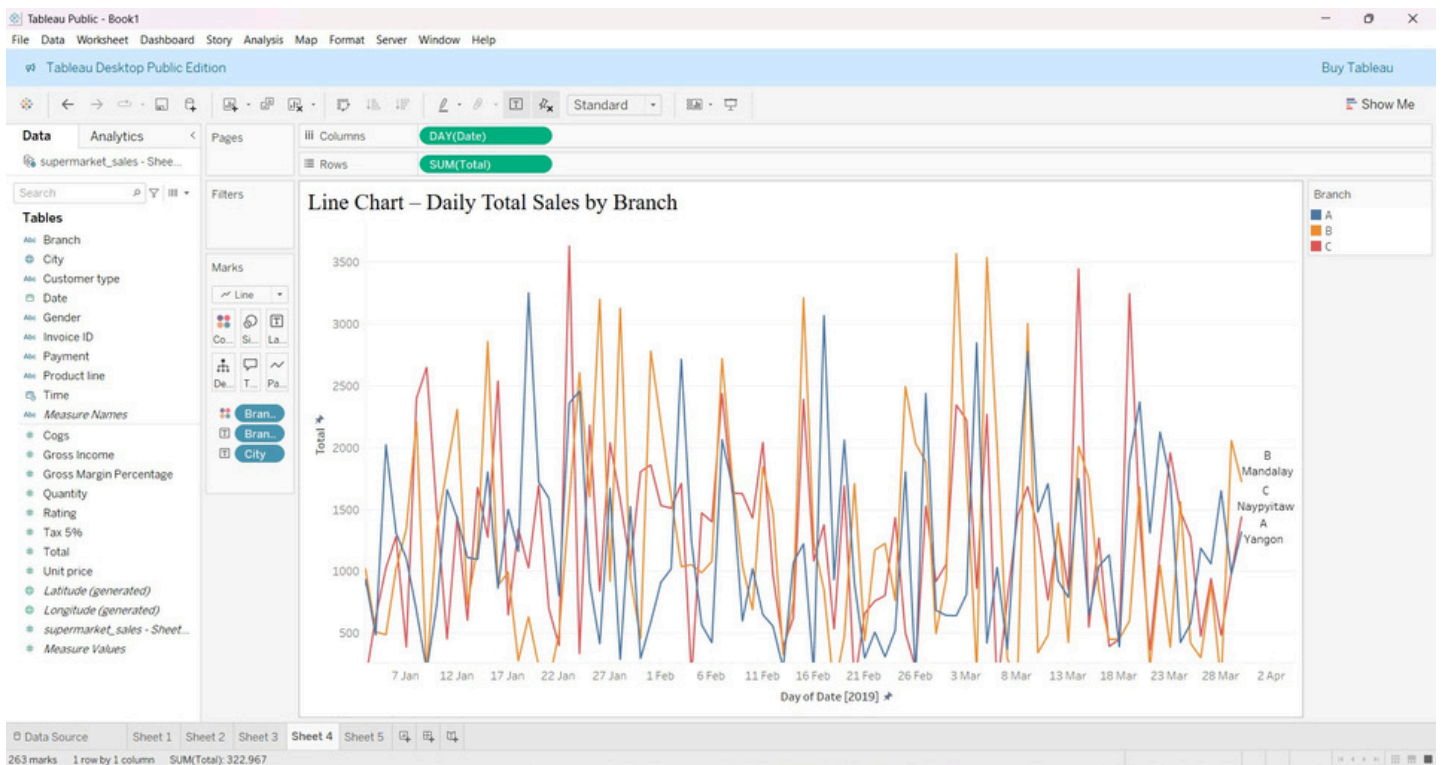 Tableau Public - Book1
File Data Worksheet Dashboard Story Analysis Map Format Server Window Help
Tableau Desktop Public Edition
Buy Tableau
Standard
Show Me
Data
Analytics
supermarket_sales - Shee...
Search
Tables
Abc Branch
City
Abc Customer type
Date
Abc Gender
Abc Invoice ID
Abc Payment
Abc Product line
Time
Abc Measure Names
Cogs
Gross Income
Gross Margin Percentage
Quantity
Rating
Tax 5%
Total
Unit price
Latitude (generated)
Longitude (generated)
supermarket_sales - Sheet...
Measure Values
Pages
Filters
Marks
Line
Co... Si... La...
De... T... Pa...
Bran..
Bran..
City
Columns
DAY(Date)
Rows
SUM(Total)
Line Chart – Daily Total Sales by Branch
3500
3000
2500
2000
1500
1000
500
Total
7 Jan 12 Jan 17 Jan 22 Jan 27 Jan 1 Feb 6 Feb 11 Feb 16 Feb 21 Feb 26 Feb 3 Mar 8 Mar 13 Mar 18 Mar 23 Mar 28 Mar 2 Apr
Day of Date [2019]
B
Mandalay
C
Naypyitaw
A
Yangon
Branch
A
B
C
Data Source
Sheet 1
Sheet 2
Sheet 3
Sheet 4
Sheet 5
263 marks 1 row by 1 column SUM(Total): 322,967